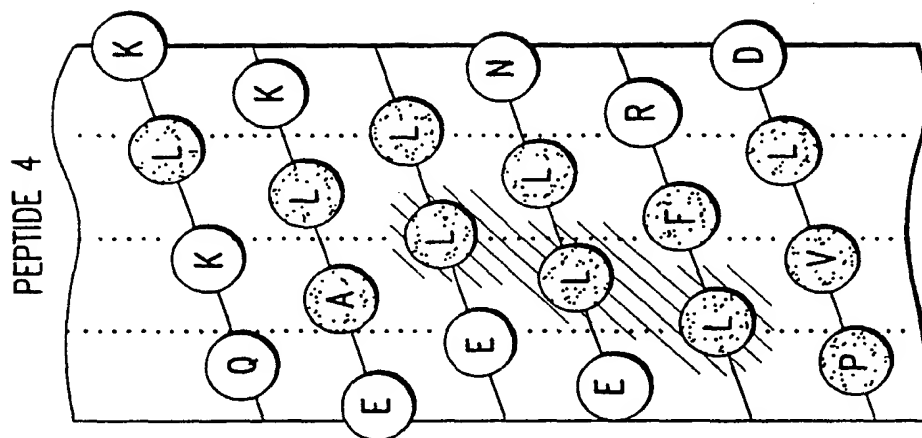 PEPTIDE 4
P V L D
L F R
E L L N
E L L
E A L K
Q K L K